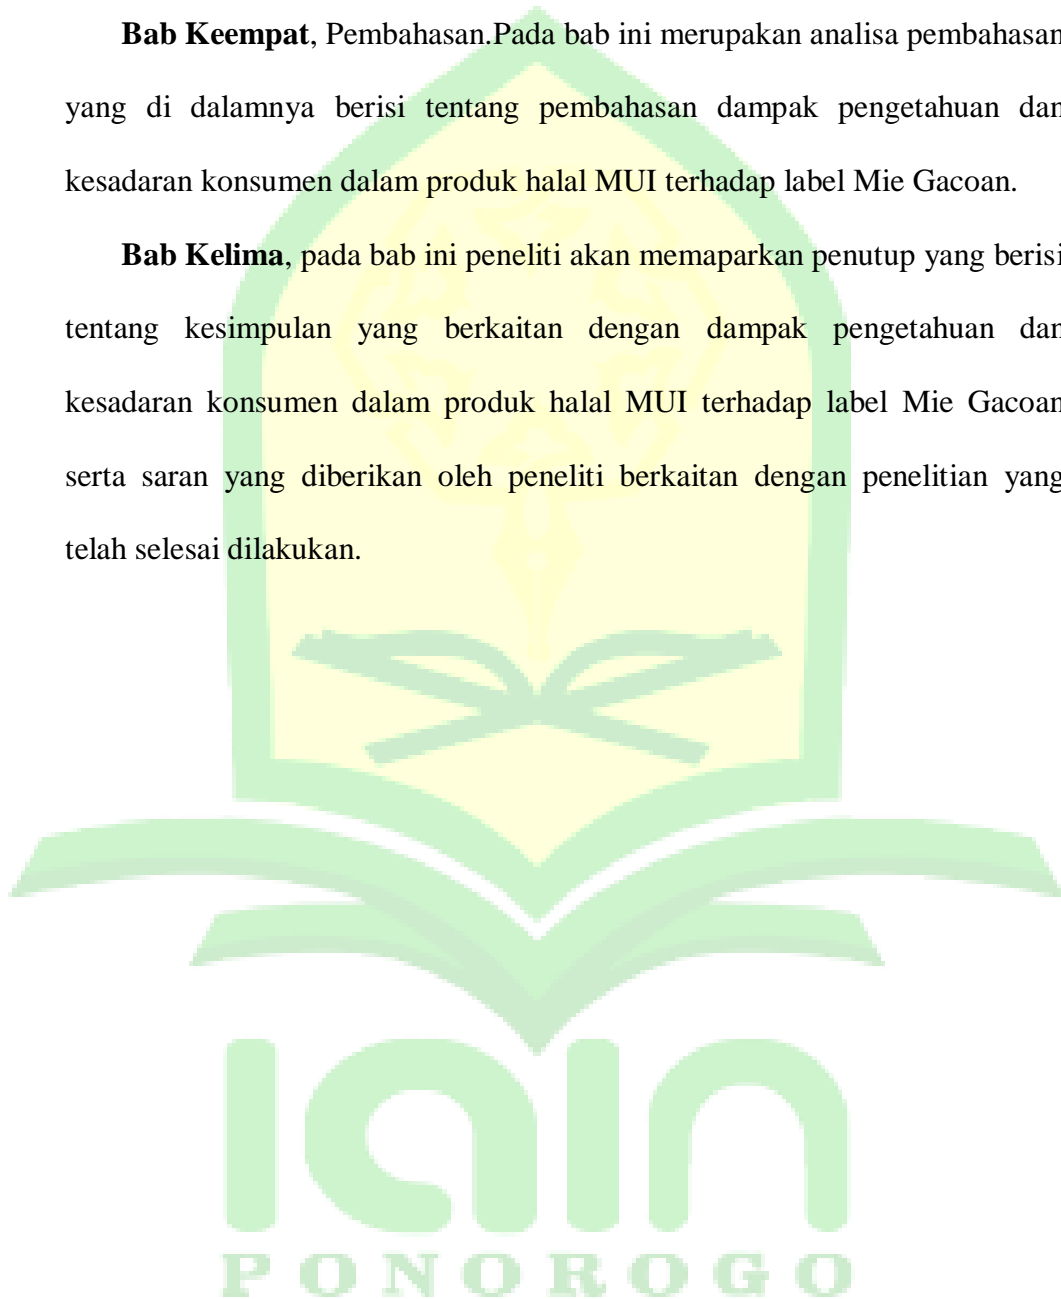 Bab Keempat, Pembahasan.Pada bab ini merupakan analisa pembahasan
yang di dalamnya berisi tentang pembahasan dampak pengetahuan dan
kesadaran konsumen dalam produk halal MUI terhadap label Mie Gacoan.
Bab Kelima, pada bab ini peneliti akan memaparkan penutup yang berisi
tentang kesimpulan yang berkaitan dengan dampak pengetahuan dan
kesadaran konsumen dalam produk halal MUI terhadap label Mie Gacoan
serta saran yang diberikan oleh peneliti berkaitan dengan penelitian yang
telah selesai dilakukan.
iain
PONOROGO